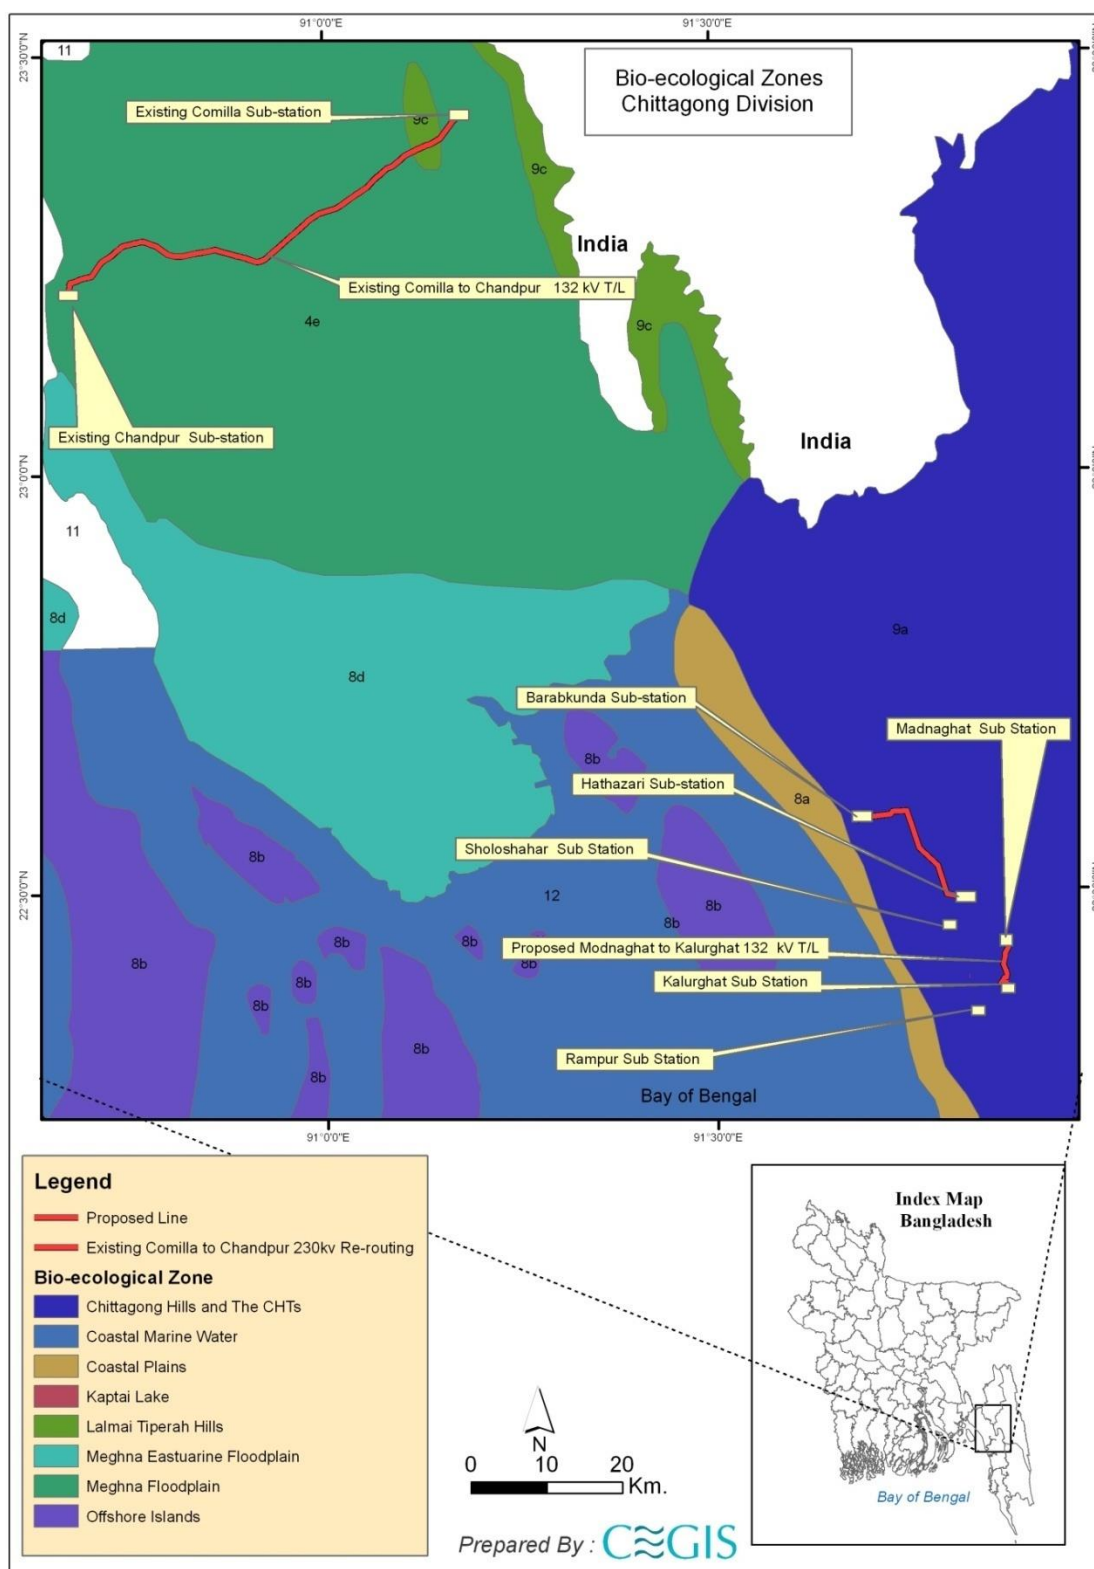 91°0'0"E
91°30'0"E
23°30'0"N
11
Bio-ecological Zones
Chittagong Division
Existing Comilla Sub-station
9c
9c
India
Existing Comilla to Chandpur 132 kV T/L
4e
9c
Existing Chandpur Sub-station
India
23°0'0"N
11
8d
9a
8d
Barabkunda Sub-station
Madnaghat Sub Station
8b
Hathazari Sub-station
8a
Sholoshahar Sub Station
8b
22°30'0"N
12
8b
8b
8b
8b
Proposed Modnaghat to Kalurghat 132 kV T/L
8b
8b
8b
Kalurghat Sub Station
8b
8b
Rampur Sub Station
8b
Bay of Bengal
91°0'0"E
91°30'0"E
Legend
Proposed Line
Existing Comilla to Chandpur 230kv Re-routing
Bio-ecological Zone
Chittagong Hills and The CHTs
Coastal Marine Water
Coastal Plains
Kaptai Lake
Lalmai Tiperah Hills
Meghna Eastuarine Floodplain
Meghna Floodplain
Offshore Islands
N
0 10 20
Km.
Prepared By : CEGIS
Index Map
Bangladesh
Bay of Bengal